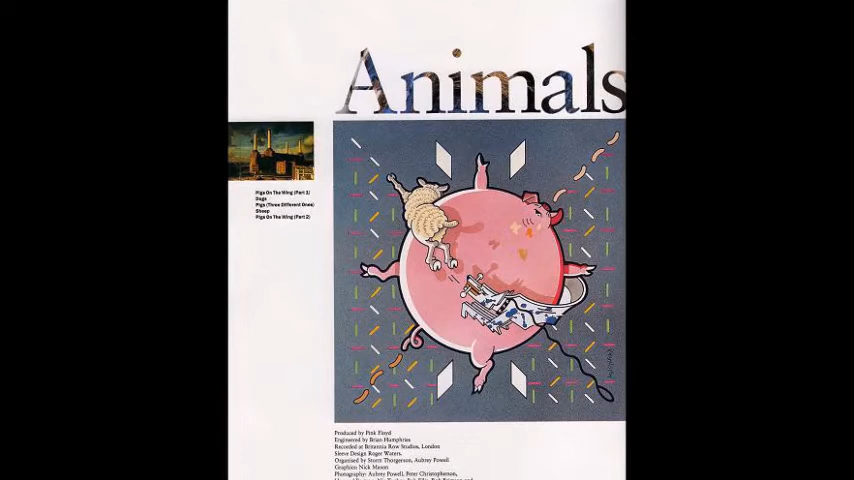 Animals
Pigs On The Wing (Part 1)
Dogs
Pigs (Three Different Ones)
Sheep
Pigs On The Wing (Part 2)
Produced by Pink Floyd
Engineered by Brian Humphries
Recorded at Britannia Row Studios, London
Sleeve Design Roger Waters.
Organised by Storm Thorgerson, Aubrey Powell
Graphics Nick Mason
Photography: Aubrey Powell, Peter Christopherson,